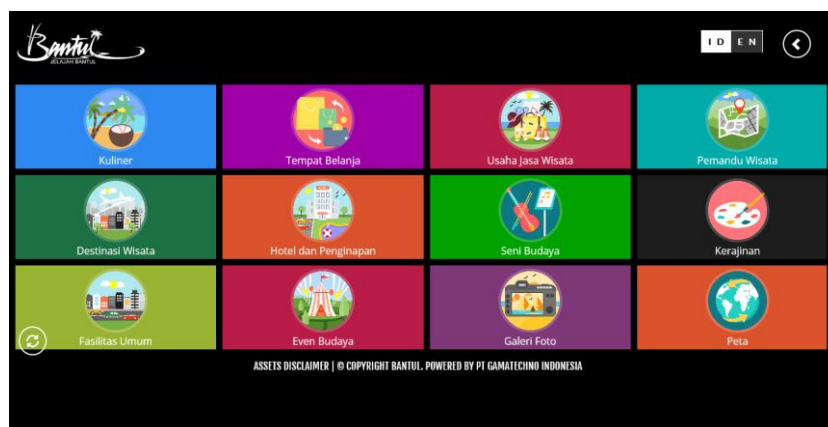 Bantul
JELAJAH BANTUL
ID EN
Kuliner
Tempat Belanja
Usaha Jasa Wisata
Pemandu Wisata
Destinasi Wisata
Hotel dan Penginapan
Seni Budaya
Kerajinan
Fasilitas Umum
Even Budaya
Galeri Foto
Peta
ASSETS DISCLAIMER | © COPYRIGHT BANTUL. POWERED BY PT GAMATECHNO INDONESIA